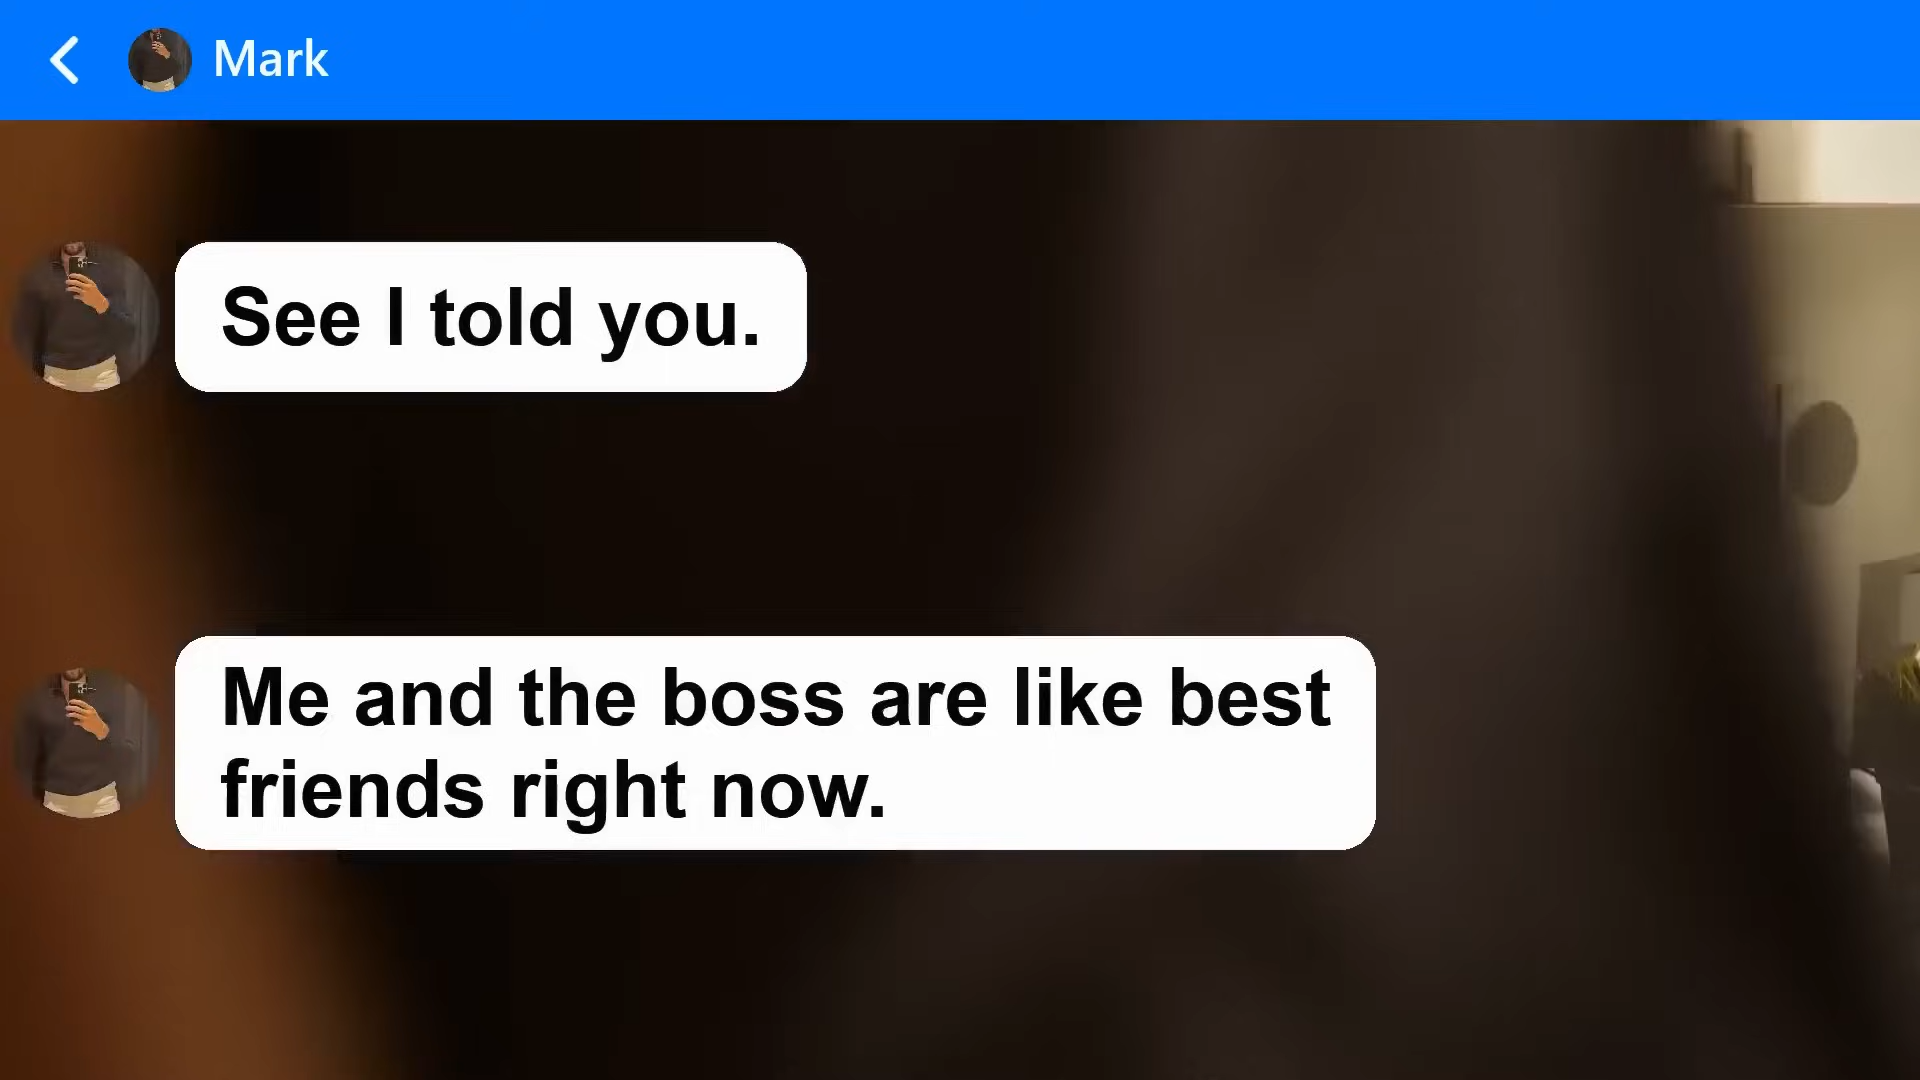 Mark
See I told you.
Me and the boss are like best
friends right now.